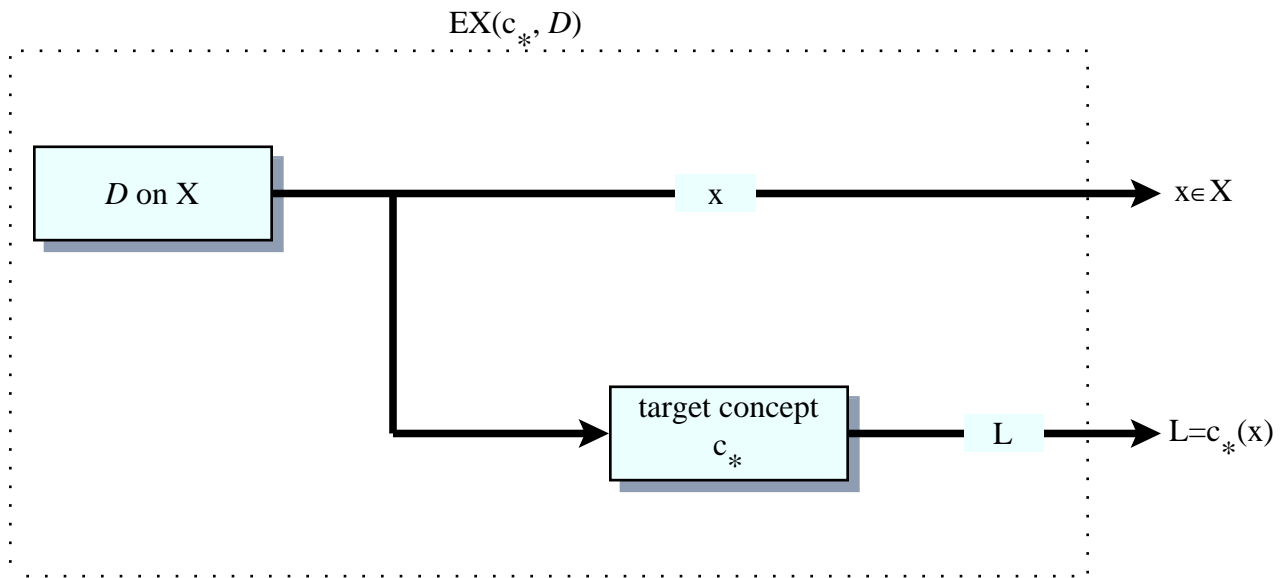 EX(c*, D)
D on X
x
x∈X
target concept
c*
L
L=c*(x)